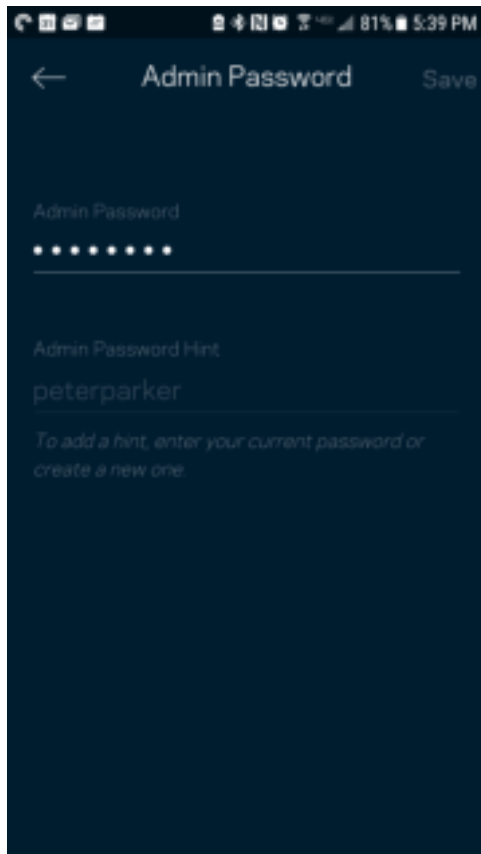 81% 5:39 PM
Admin Password Save
Admin Password
••••••••
Admin Password Hint
peterparker
To add a hint, enter your current password or
create a new one.